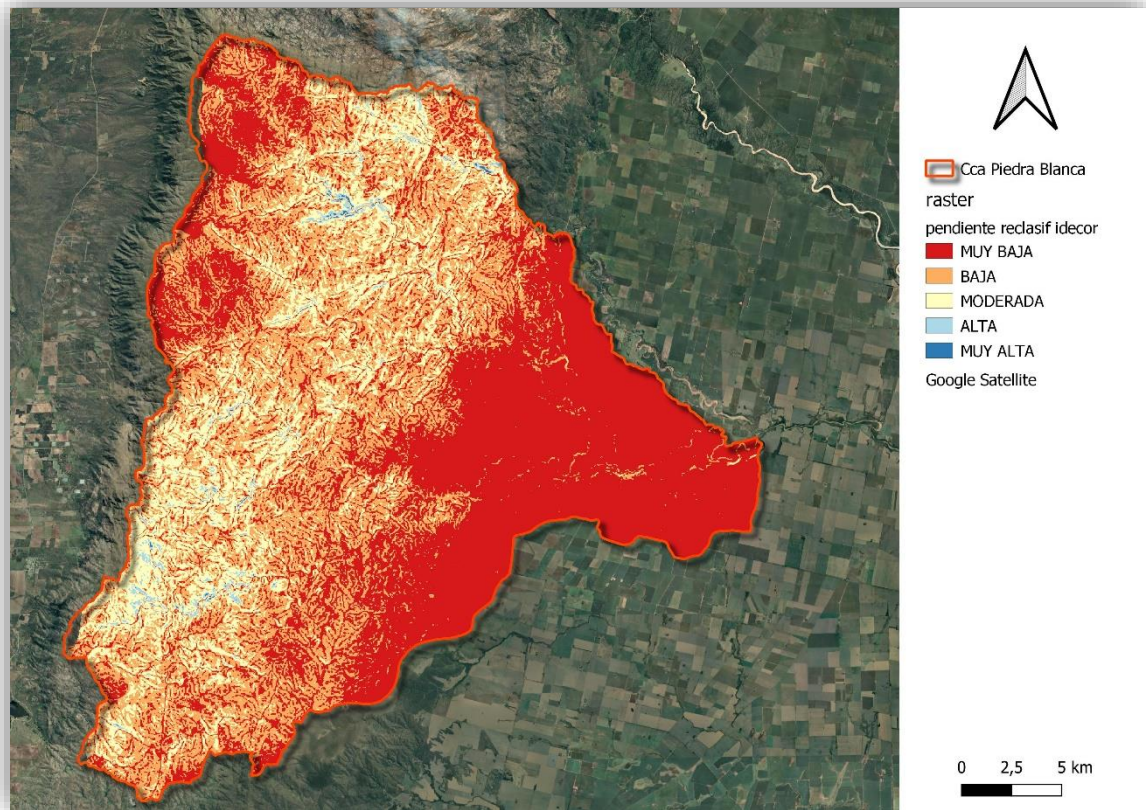 Cca Piedra Blanca
raster
pendiente reclasif idecor
MUY BAJA
BAJA
MODERADA
ALTA
MUY ALTA
Google Satellite
0 2,5 5 km